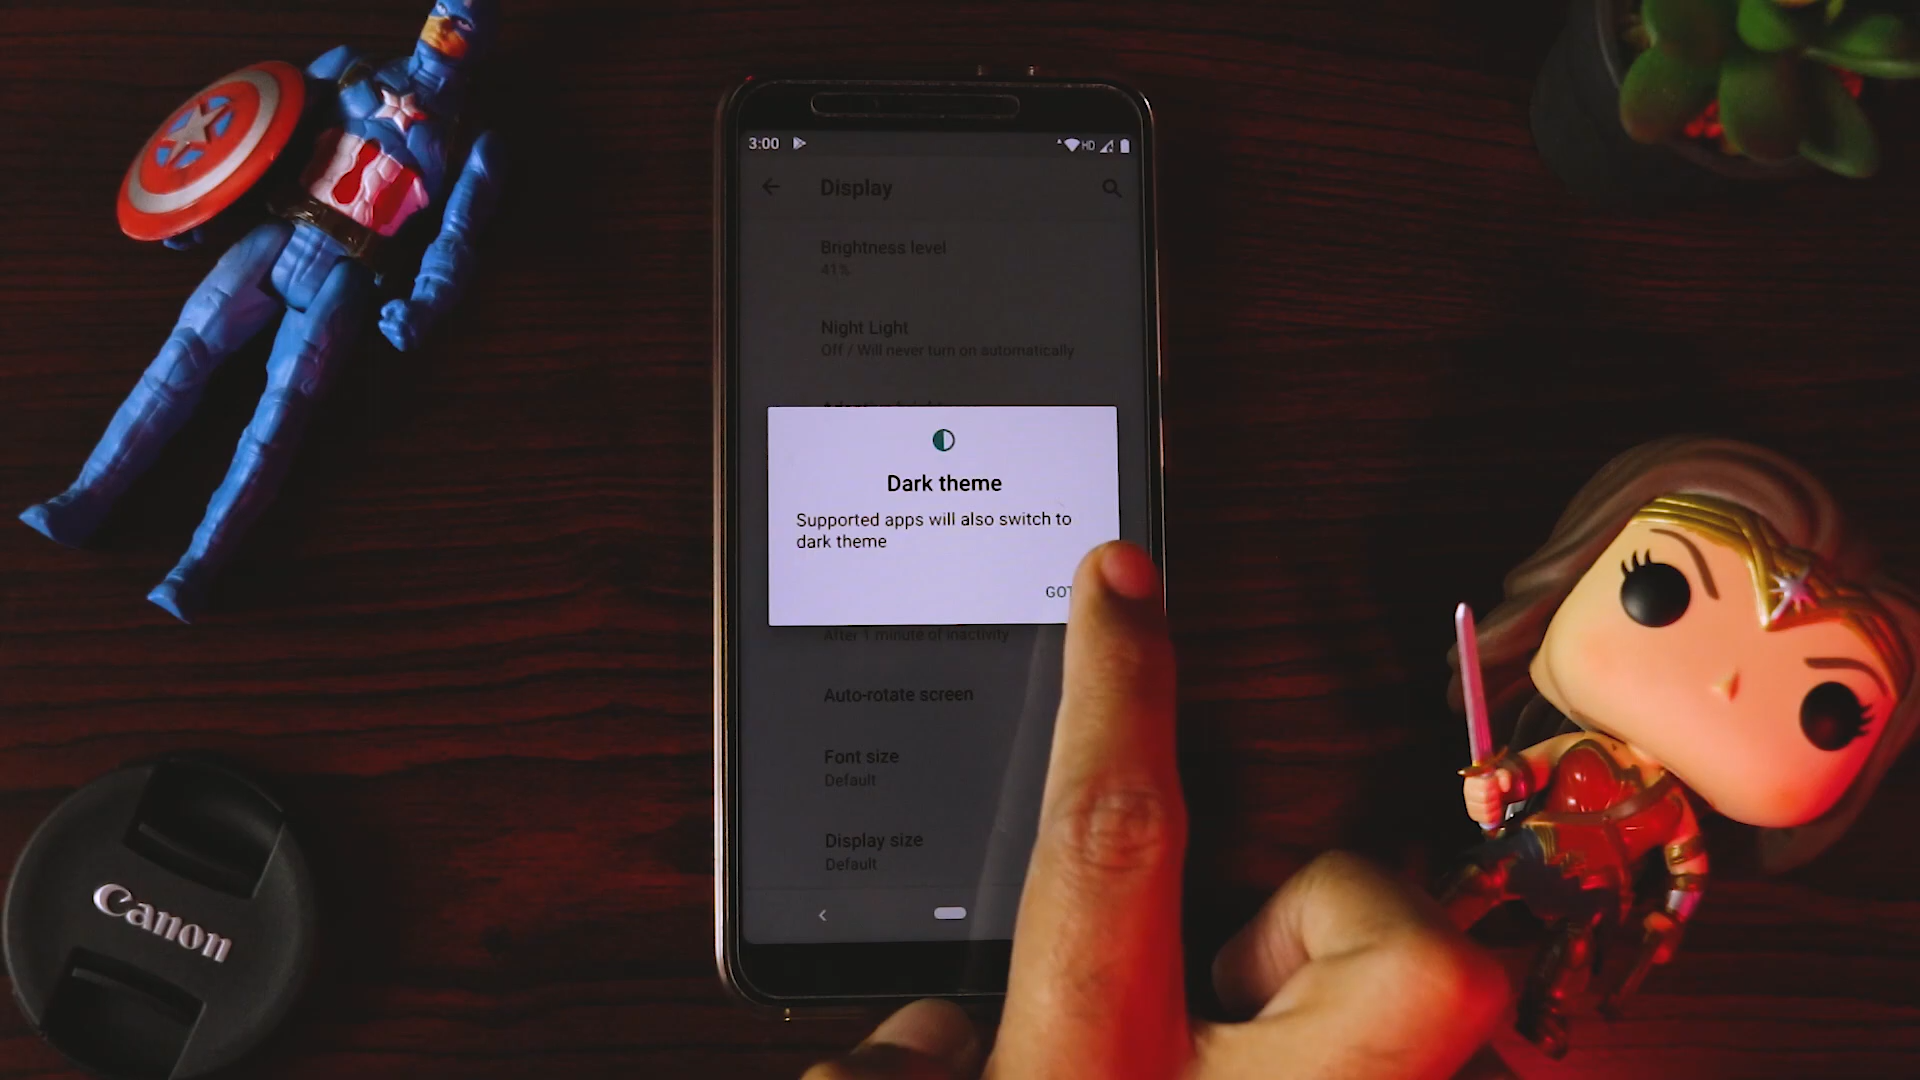 3:00
HD
Display
Brightness level
41%
Night Light
Off / Will never turn on automatically
Dark theme
Supported apps will also switch to
dark theme
GOT
After 1 minute of inactivity
Auto-rotate screen
Font size
Default
Display size
Default
Canon